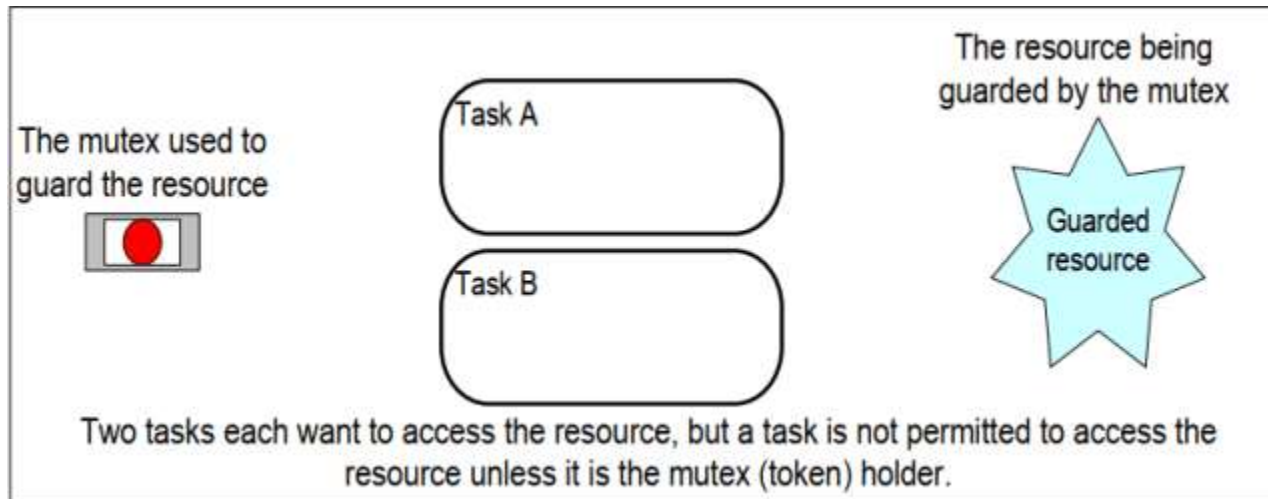 The resource being
guarded by the mutex
Task A
The mutex used to
guard the resource
Guarded
resource
Task B
Two tasks each want to access the resource, but a task is not permitted to access the
resource unless it is the mutex (token) holder.